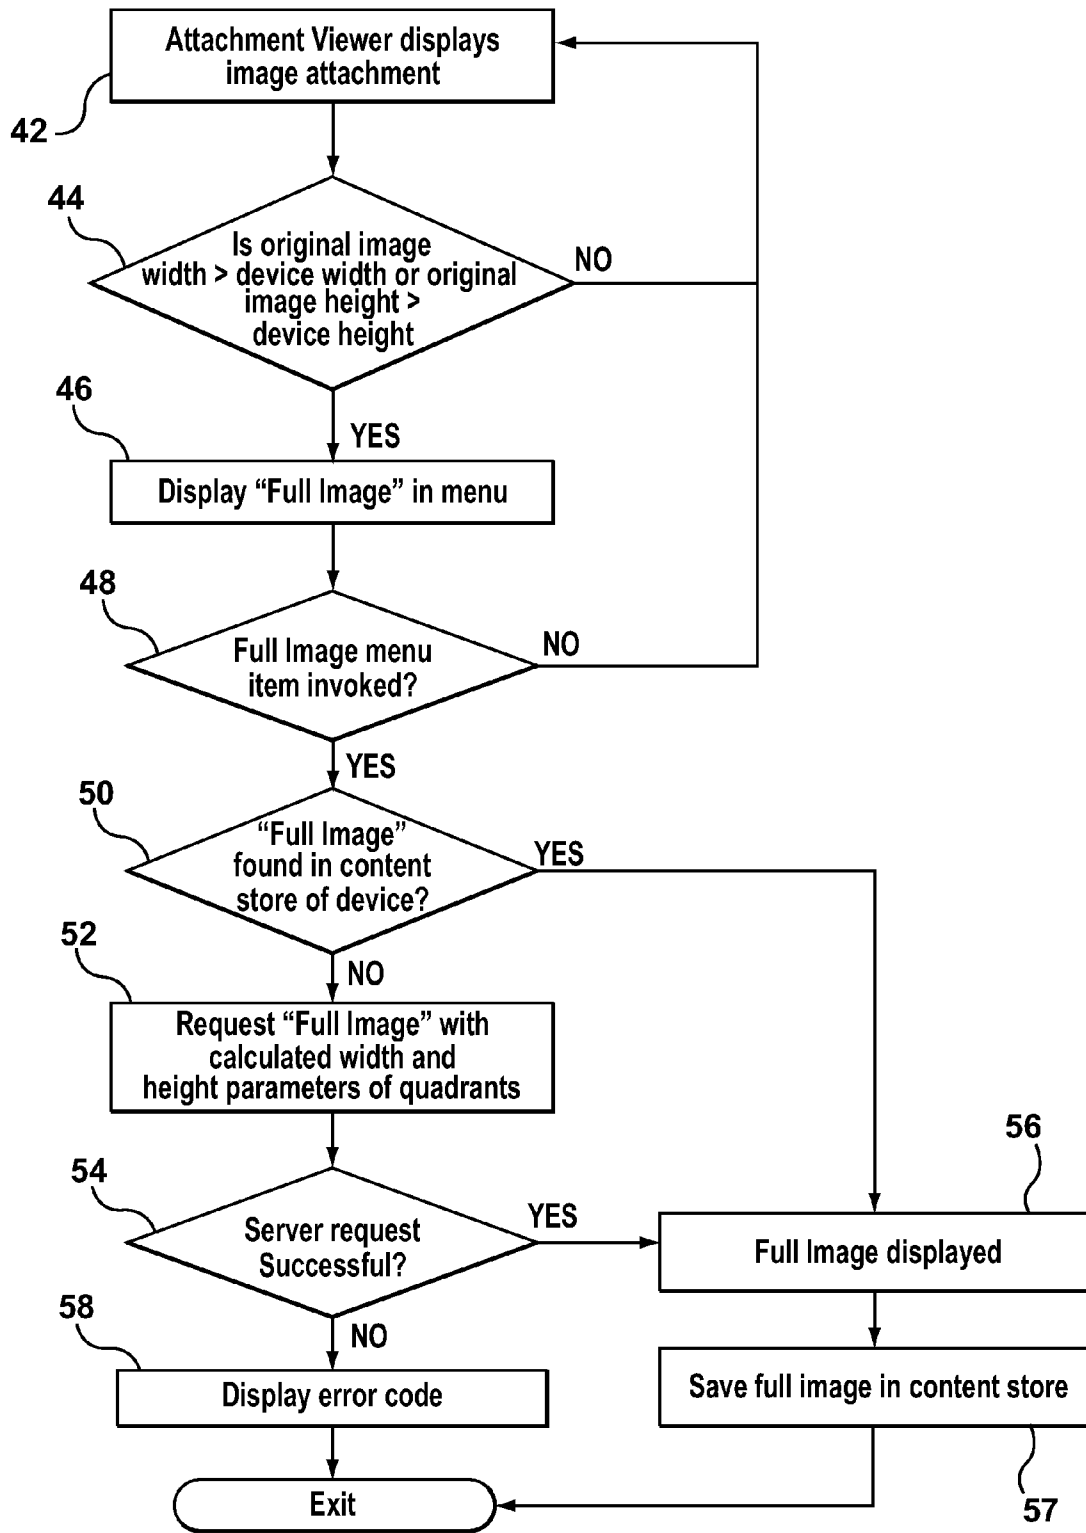 Attachment Viewer displays
image attachment
42
44
Is original image
width > device width or original
image height >
device height
NO
46
YES
Display “Full Image” in menu
48
Full Image menu
item invoked?
NO
YES
50
“Full Image”
found in content
store of device?
YES
52
NO
Request “Full Image” with
calculated width and
height parameters of quadrants
54
Server request
Successful?
YES
56
Full Image displayed
58
NO
Display error code
Save full image in content store
57
Exit